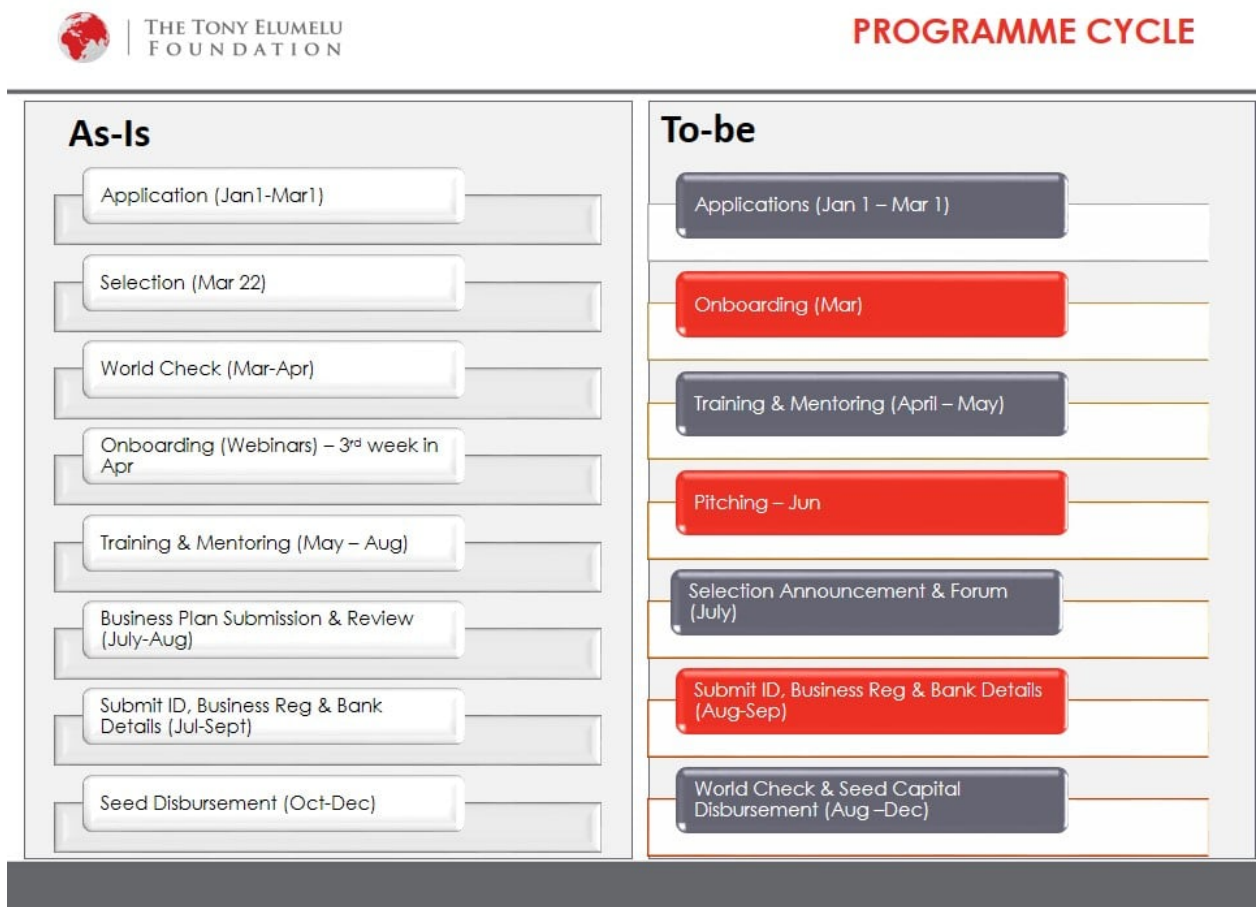 THE TONY ELUMELU
FOUNDATION
PROGRAMME CYCLE
As-Is
Application (Jan1-Mar1)
Selection (Mar 22)
World Check (Mar-Apr)
Onboarding (Webinars) – 3rd week in
Apr
Training & Mentoring (May – Aug)
Business Plan Submission & Review
(July-Aug)
Submit ID, Business Reg & Bank
Details (Jul-Sept)
Seed Disbursement (Oct-Dec)
To-be
Applications (Jan 1 – Mar 1)
Onboarding (Mar)
Training & Mentoring (April – May)
Pitching – Jun
Selection Announcement & Forum
(July)
Submit ID, Business Reg & Bank Details
(Aug-Sep)
World Check & Seed Capital
Disbursement (Aug –Dec)